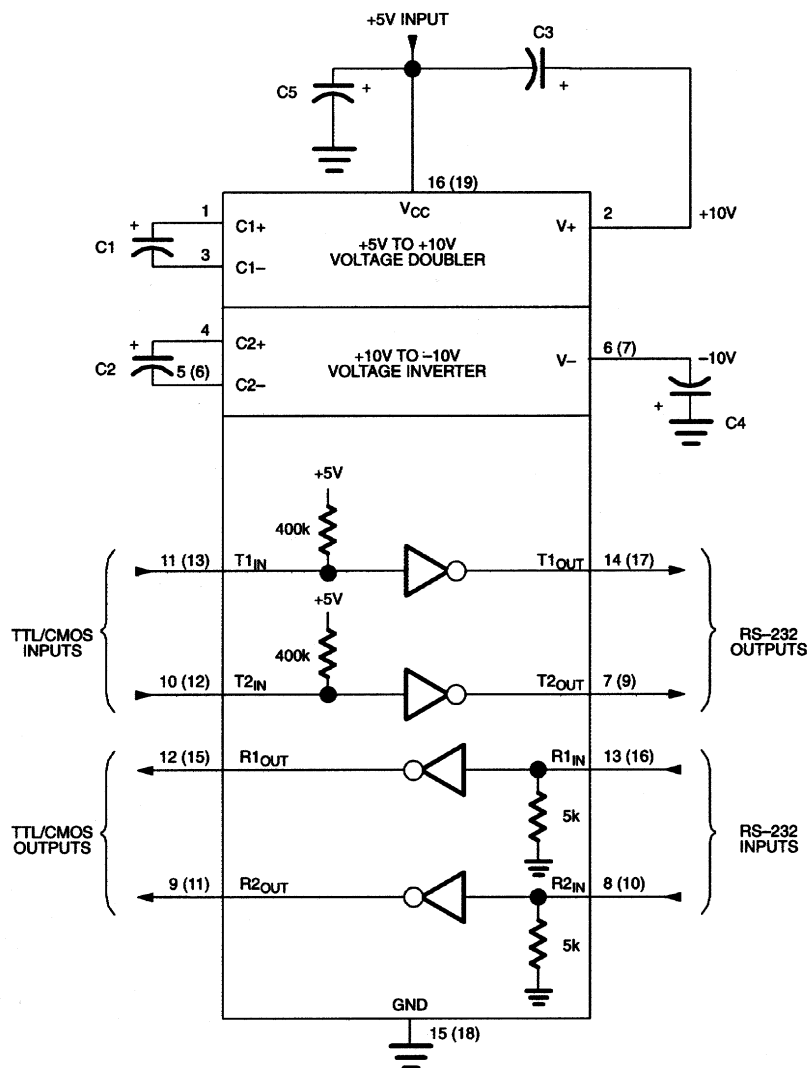 +5V INPUT
C3
C5
+
+
16 (19)
1
VCC
2
+10V
+
C1+
V+
C1
+5V TO +10V
VOLTAGE DOUBLER
3
C1–
4
+
C2+
6 (7)
–10V
C2
+10V TO –10V
VOLTAGE INVERTER
V–
5 (6)
C2–
+
C4
+5V
400k
11 (13)
T1IN
T1OUT
14 (17)
+5V
TTL/CMOS
INPUTS
RS–232
OUTPUTS
400k
10 (12)
T2IN
T2OUT
7 (9)
12 (15)
R1OUT
R1IN
13 (16)
5k
TTL/CMOS
OUTPUTS
RS–232
INPUTS
9 (11)
R2OUT
R2IN
8 (10)
5k
GND
15 (18)